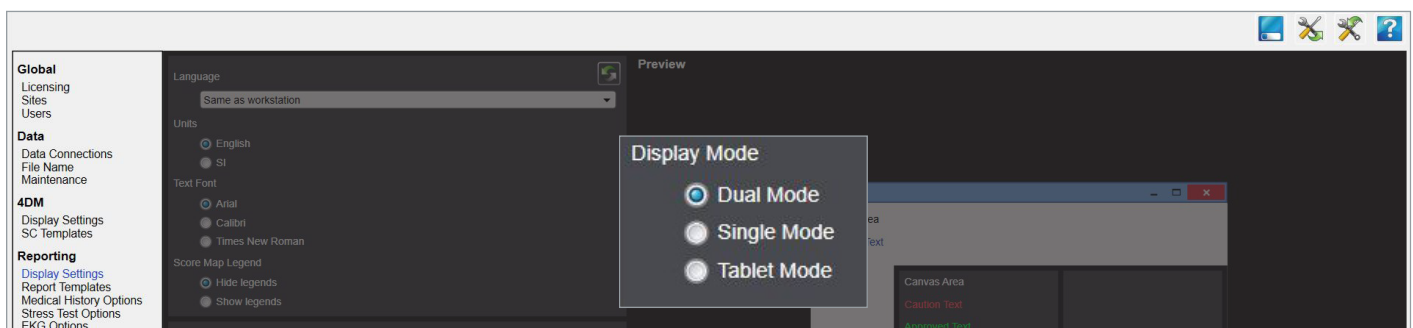 Global
Licensing
Sites
Users
Data
Data Connections
File Name
Maintenance
4DM
Display Settings
SC Templates
Reporting
Display Settings
Report Templates
Medical History Options
Stress Test Options
EKG Options
Language
Same as workstation
Units
English
SI
Text Font
Arial
Calibri
Times New Roman
Score Map Legend
Hide legends
Show legends
Preview
Display Mode
Dual Mode
Single Mode
Tablet Mode
ea
Text
Canvas Area
Caution Text
Approved Text